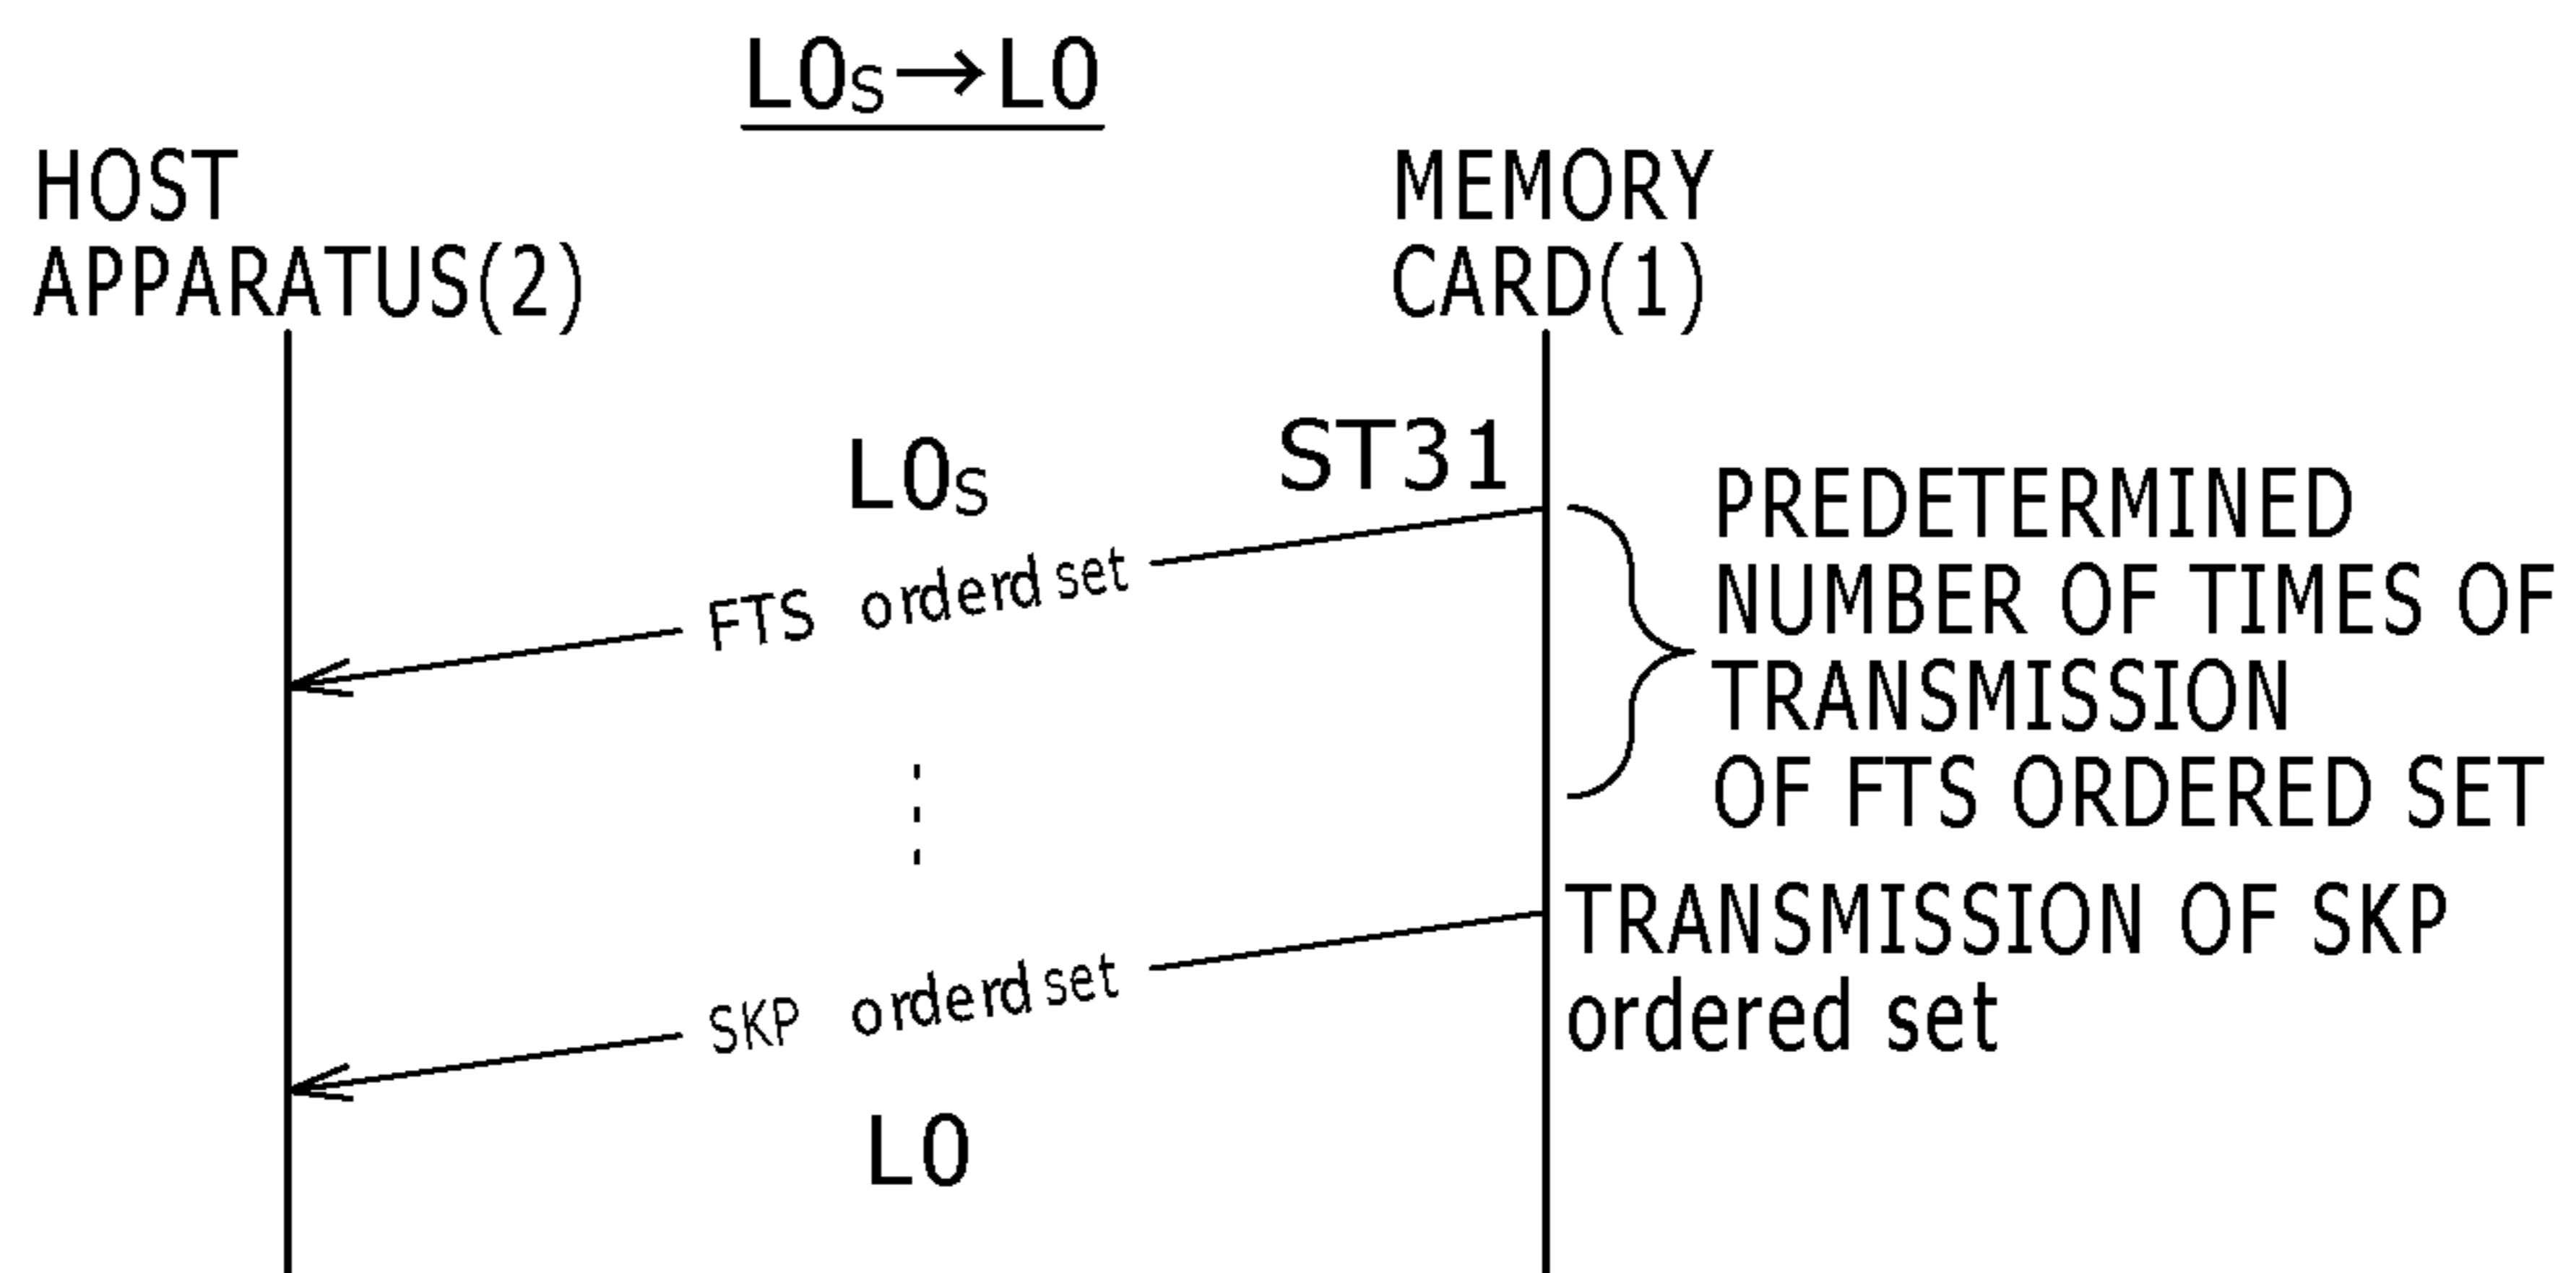 L0s→L0
HOST
APPARATUS(2)
MEMORY
CARD(1)
L0s
ST31
FTS orderd set
PREDETERMINED
NUMBER OF TIMES OF
TRANSMISSION
OF FTS ORDERED SET
SKP orderd set
TRANSMISSION OF SKP
ordered set
L0